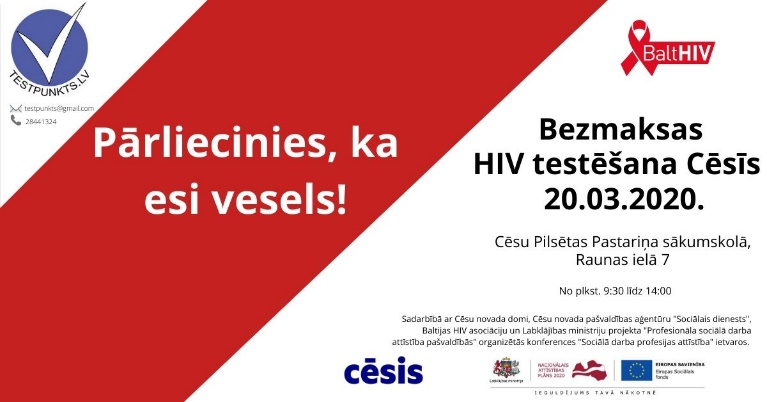 TESTPUNKTS.LV
testpunkts@gmail.com
28441324
Pārliecinies, ka
esi vesels!
BaltHIV
Bezmaksas
HIV testēšana Cēsīs
20.03.2020.
Cēsu Pilsētas Pastariņa sākumskolā,
Raunas ielā 7
No plkst. 9:30 līdz 14:00
Sadarbībā ar Cēsu novada domi, Cēsu novada pašvaldības aģentūru "Sociālais dienests",
Baltijas HIV asociāciju un Labklājības ministriju projekta "Profesionāla sociālā darba
attīstība pašvaldībās" organizētās konferences "Sociālā darba profesijas attīstība" ietvaros.
cēsis
Labklājības ministrija
NACIONĀLAIS
ATTĪSTĪBAS
PLĀNS 2020
EIROPAS SAVIENĪBA
Eiropas Sociālais
fonds
IEGULDĪJUMS TAVĀ NĀKOTNĒ